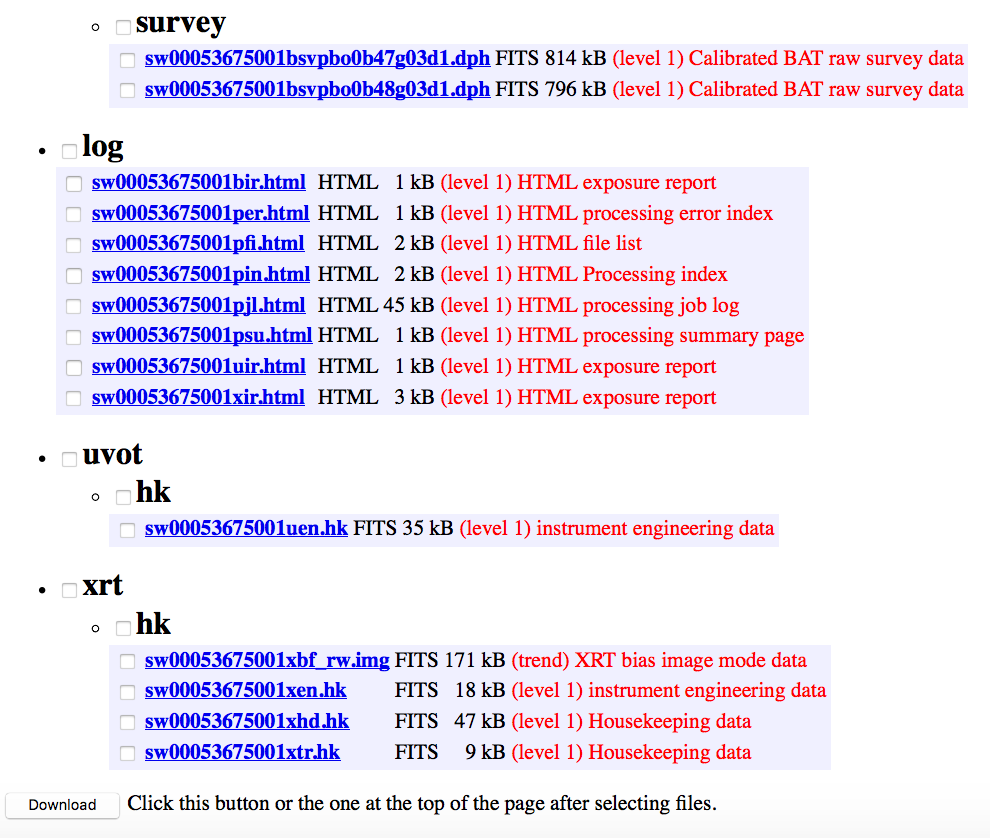 survey
sw00053675001bsvpbo0b47g03d1.dph FITS 814 kB (level 1) Calibrated BAT raw survey data
sw00053675001bsvpbo0b48g03d1.dph FITS 796 kB (level 1) Calibrated BAT raw survey data
log
sw00053675001bir.html HTML 1 kB (level 1) HTML exposure report
sw00053675001per.html HTML 1 kB (level 1) HTML processing error index
sw00053675001pfi.html HTML 2 kB (level 1) HTML file list
sw00053675001pin.html HTML 2 kB (level 1) HTML Processing index
sw00053675001pjl.html HTML 45 kB (level 1) HTML processing job log
sw00053675001psu.html HTML 1 kB (level 1) HTML processing summary page
sw00053675001uir.html HTML 1 kB (level 1) HTML exposure report
sw00053675001xir.html HTML 3 kB (level 1) HTML exposure report
uvot
hk
sw00053675001uen.hk FITS 35 kB (level 1) instrument engineering data
xrt
hk
sw00053675001xbf_rw.img FITS 171 kB (trend) XRT bias image mode data
sw00053675001xen.hk FITS 18 kB (level 1) instrument engineering data
sw00053675001xhd.hk FITS 47 kB (level 1) Housekeeping data
sw00053675001xtr.hk FITS 9 kB (level 1) Housekeeping data
Download Click this button or the one at the top of the page after selecting files.